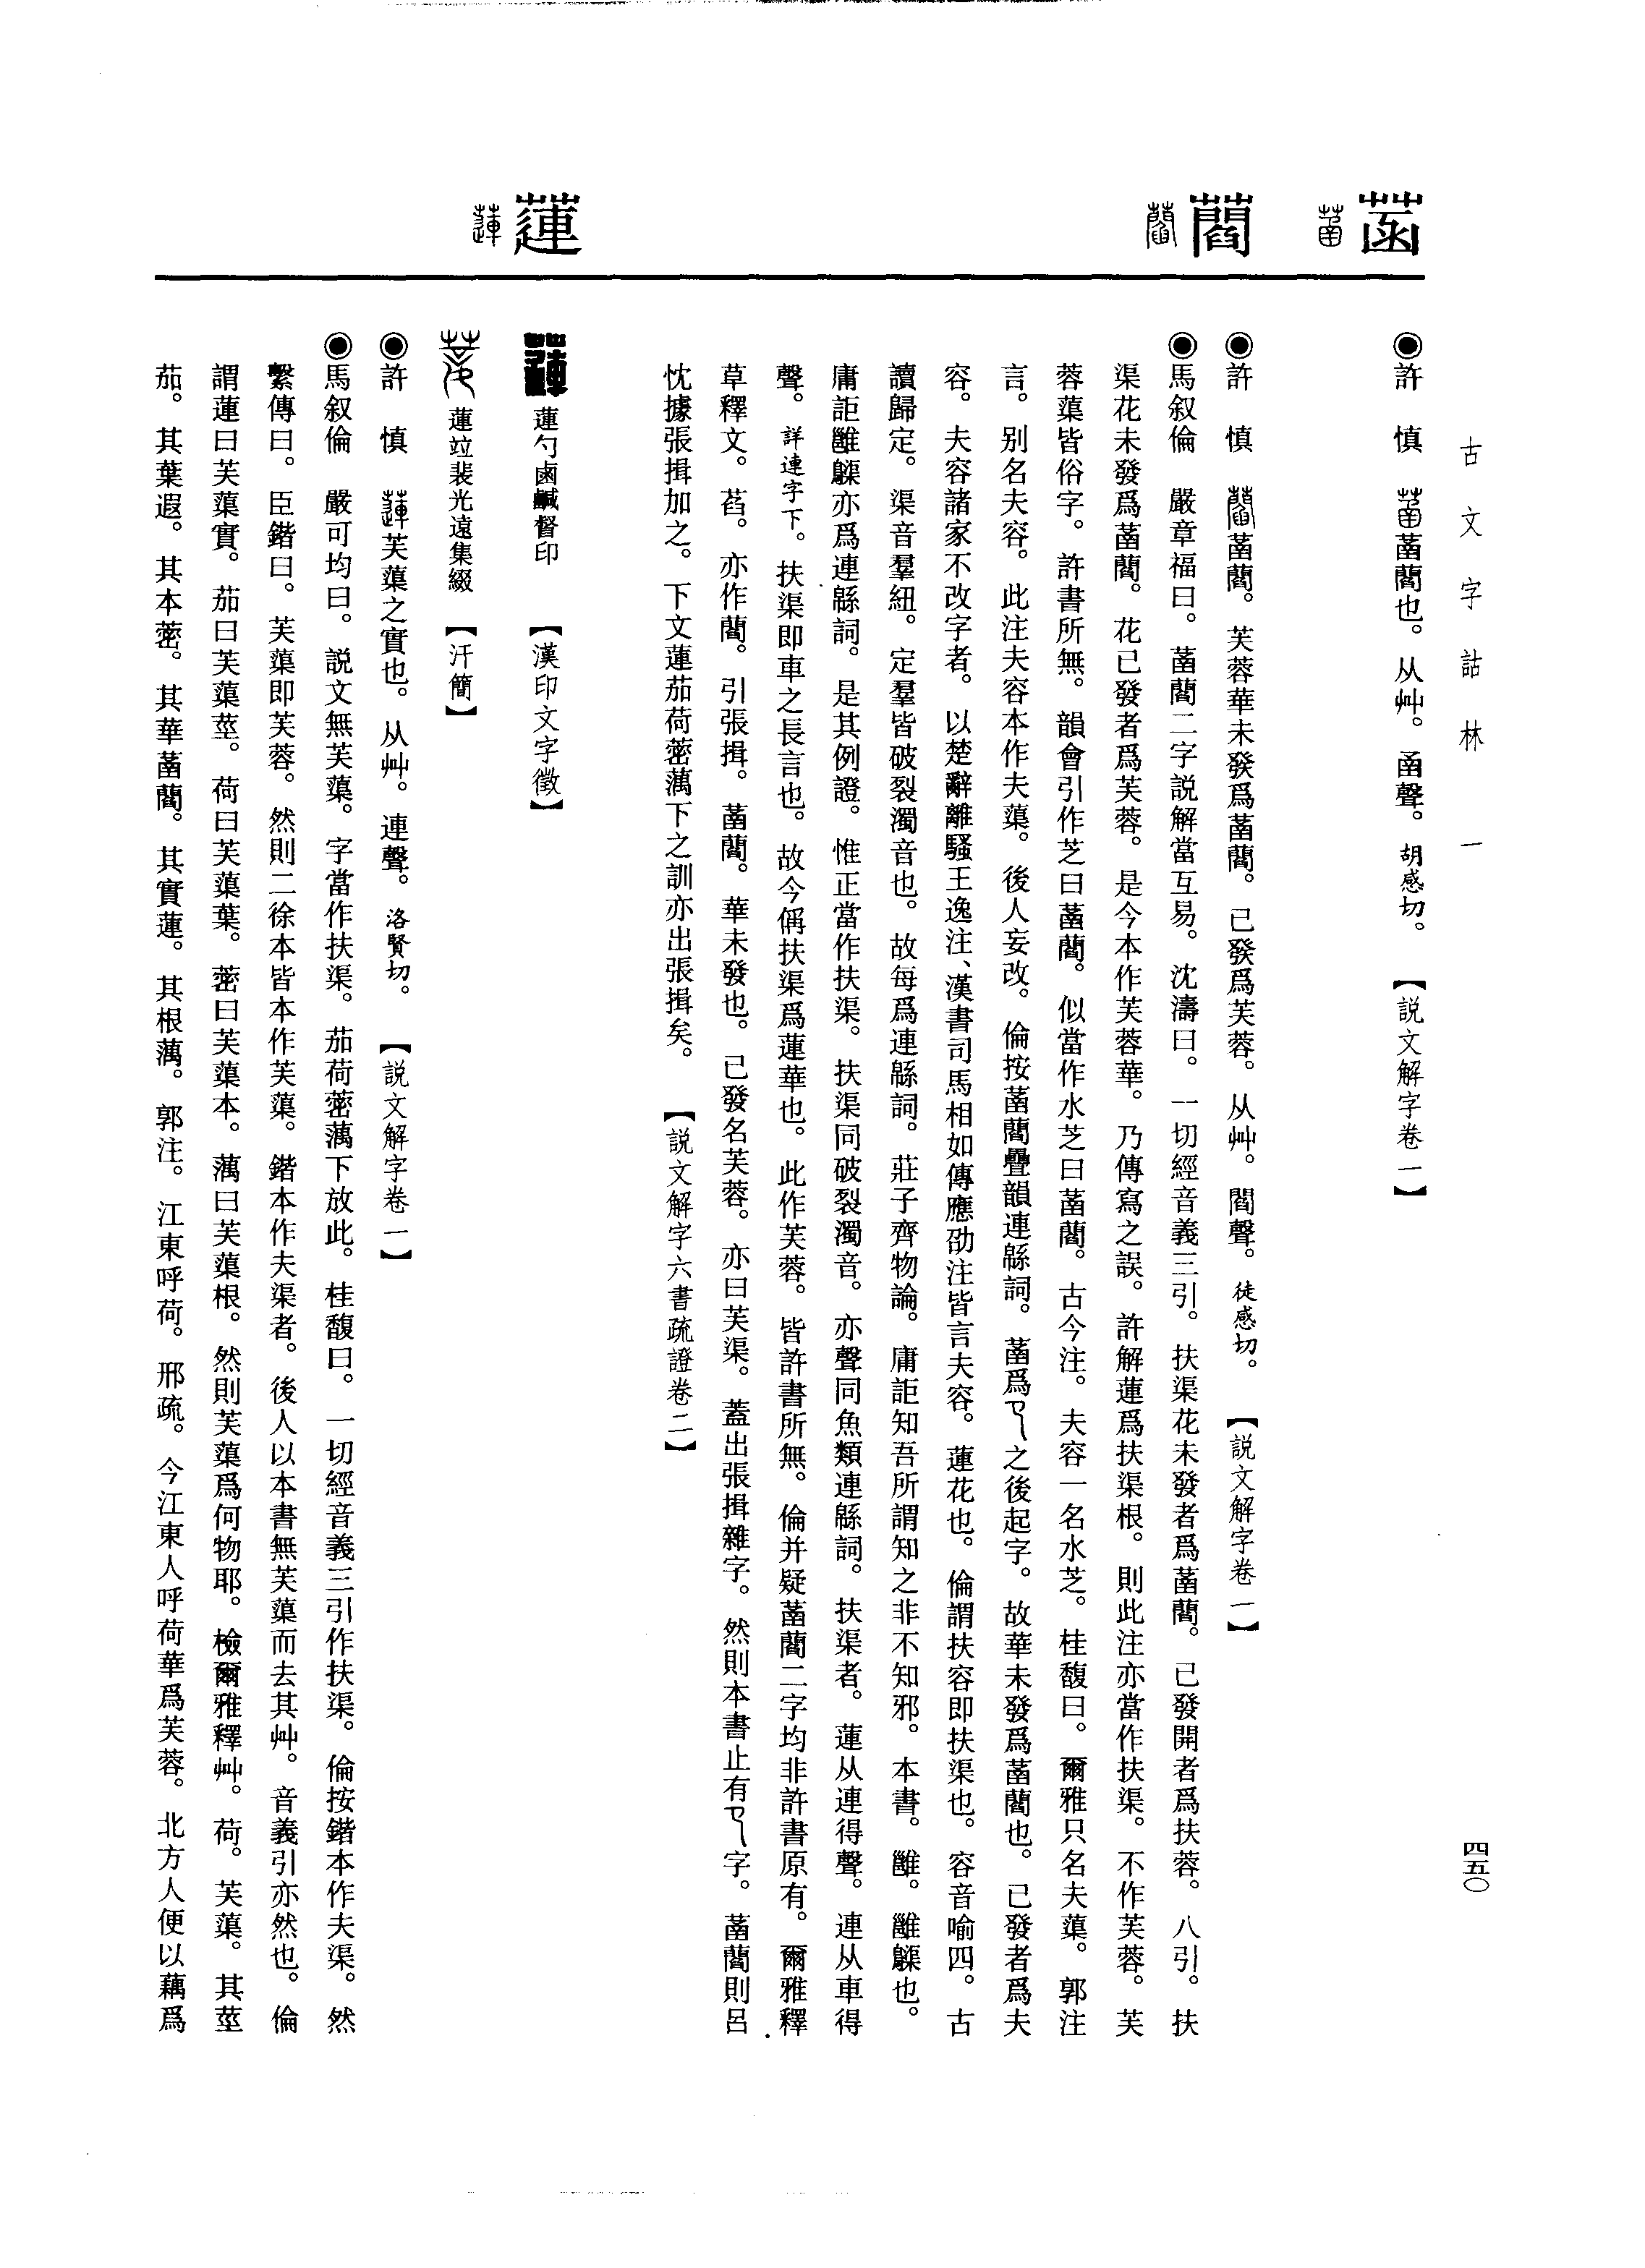 古文字詁林 一
四五〇
菡
藺
蓮
◉許 慎 菡藺也。从艸。函聲。胡感切。【説文解字卷一】
◉許 慎 菡藺。芙蓉華未發爲菡藺。已發爲芙蓉。从艸。閻聲。徒感切。【説文解字卷一】
◉馬叙倫 嚴章福曰。菡藺二字説解當互易。沈濤曰。一切經音義三引。扶渠花未發者爲菡藺。已發開者爲扶蓉。八引。扶
渠花未發爲菡藺。花已發者爲芙蓉。是今本作芙蓉華。乃傳寫之誤。許解蓮爲扶渠根。則此注亦當作扶渠。不作芙蓉。芙
蓉蕖皆俗字。許書所無。韻會引作芝曰菡藺。似當作水芝曰菡藺。古今注。夫容一名水芝。桂馥曰。爾雅只名夫蕖。郭注
言。别名夫容。此注夫容本作夫蕖。後人妄改。倫按菡藺疊韻連緜詞。菡爲𢎘之後起字。故華未發爲菡藺也。已發者爲夫
容。夫容諸家不改字者。以楚辭離騷王逸注、漢書司馬相如傳應劭注皆言夫容。蓮花也。倫謂扶容即扶渠也。容音喻四。古
讀歸定。渠音羣紐。定羣皆破裂濁音也。故每爲連緜詞。莊子齊物論。庸詎知吾所謂知之非不知邪。本書。雝。雝䳶也。
庸詎雝䳶亦爲連緜詞。是其例證。惟正當作扶渠。扶渠同破裂濁音。亦聲同魚類連緜詞。扶渠者。蓮从連得聲。連从車得
聲。詳連字下。扶渠即車之長言也。故今偁扶渠爲蓮華也。此作芙蓉。皆許書所無。倫并疑菡藺二字均非許書原有。爾雅釋
草釋文。萏。亦作藺。引張揖。菡藺。華未發也。已發名芙蓉。亦曰芙渠。蓋出張揖雜字。然則本書止有𢎘字。菡藺則呂
忱據張揖加之。下文蓮茄荷蔤蕅下之訓亦出張揖矣。【説文解字六書疏證卷二】
蓮勺鹵鹹督印【漢印文字徵】
蓮竝裴光遠集綴【汗簡】
◉許 慎 芙蕖之實也。从艸。連聲。洛賢切。【説文解字卷一】
◉馬叙倫 嚴可均曰。説文無芙蕖。字當作扶渠。茄荷蔤蕅下放此。桂馥曰。一切經音義三引作扶渠。倫按鍇本作夫渠。然
繫傳曰。臣鍇曰。芙蕖即芙蓉。然則二徐本皆本作芙蕖。鍇本作夫渠者。後人以本書無芙蕖而去其艸。音義引亦然也。倫
謂蓮曰芙蕖實。茄曰芙蕖莖。荷曰芙蕖葉。蔤曰芙蕖本。蕅曰芙蕖根。然則芙蕖爲何物耶。檢爾雅釋艸。荷。芙蕖。其莖
茄。其葉遐。其本蔤。其華菡藺。其實蓮。其根蕅。郭注。江東呼荷。邢疏。今江東人呼荷華爲芙蓉。北方人便以藕爲